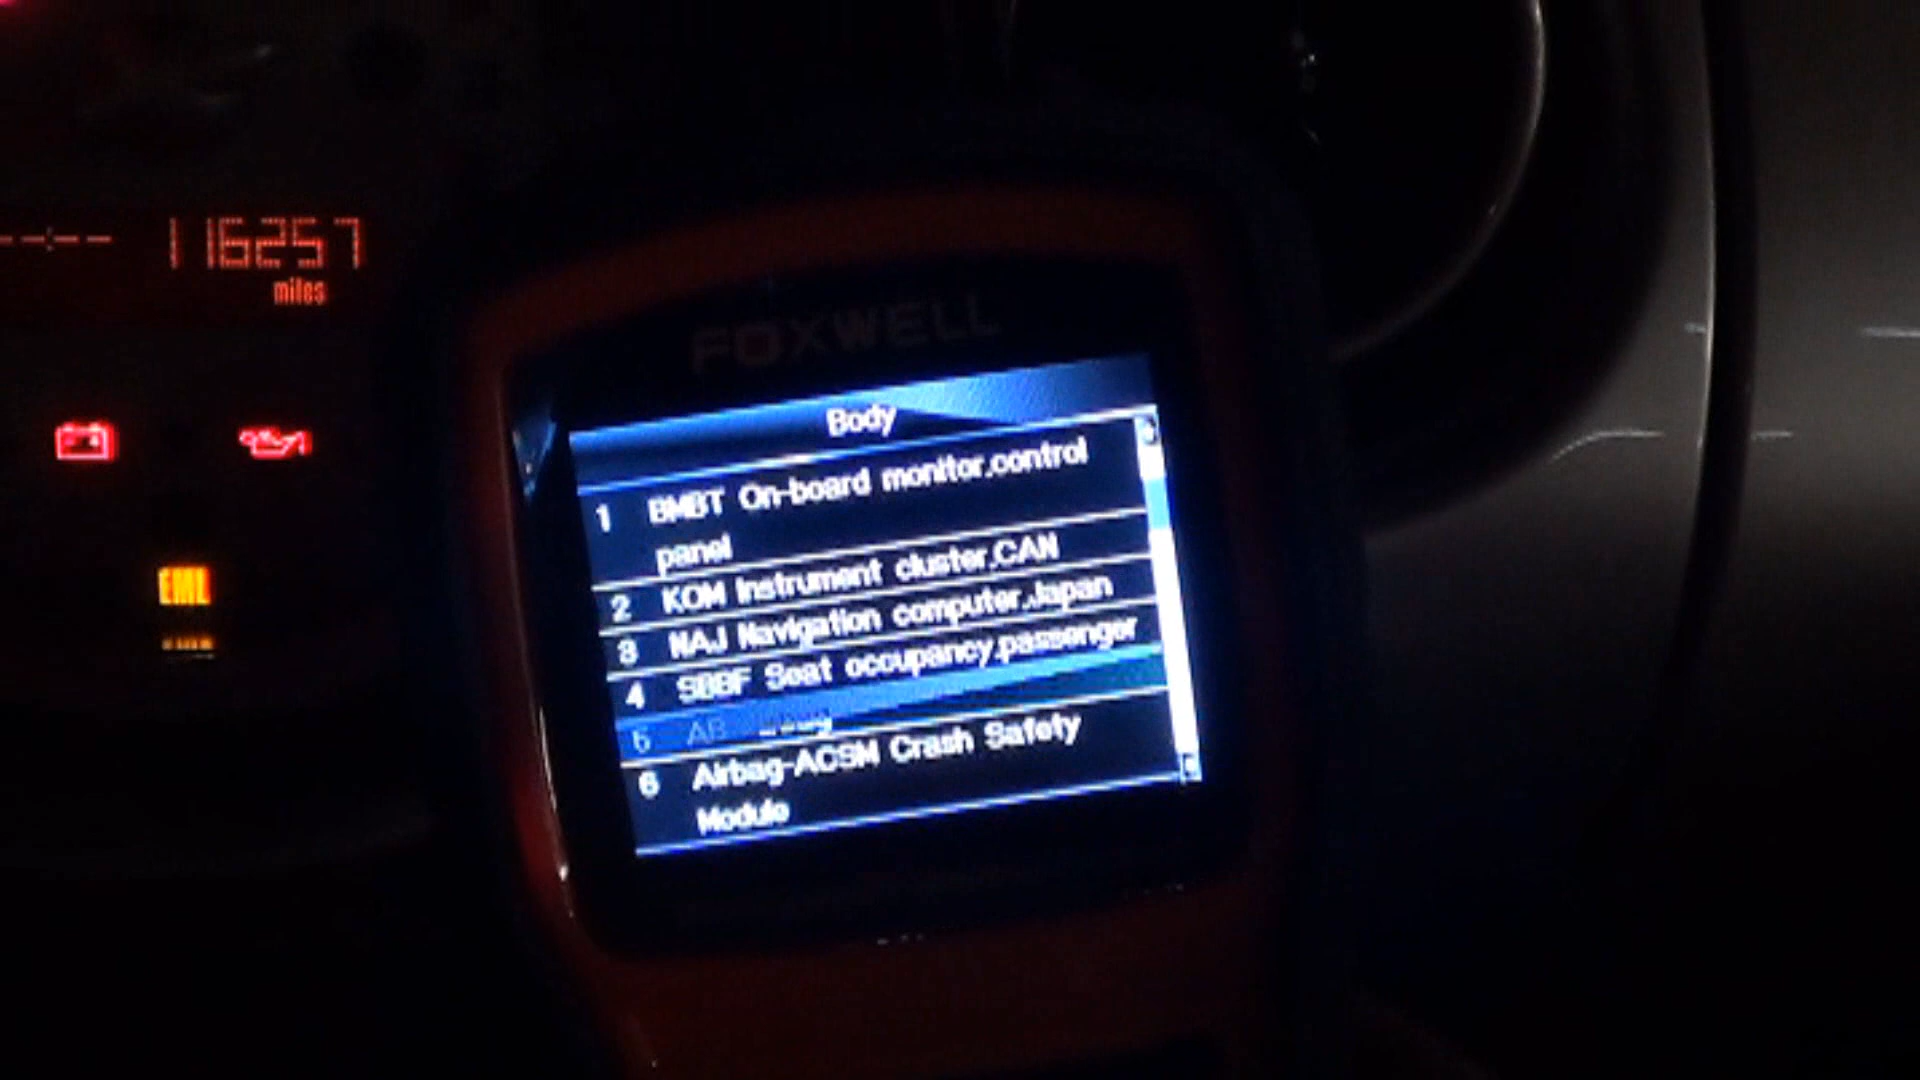 116257
miles
EML
FOXWELL
Body
1 BMBT On-board monitor.control
panel
2 KOM Instrument cluster.CAN
3 NAJ Navigation computer.Japan
4 SBBF Seat occupancy.passenger
5 AB
6 Airbag-ACSM Crash Safety
Module